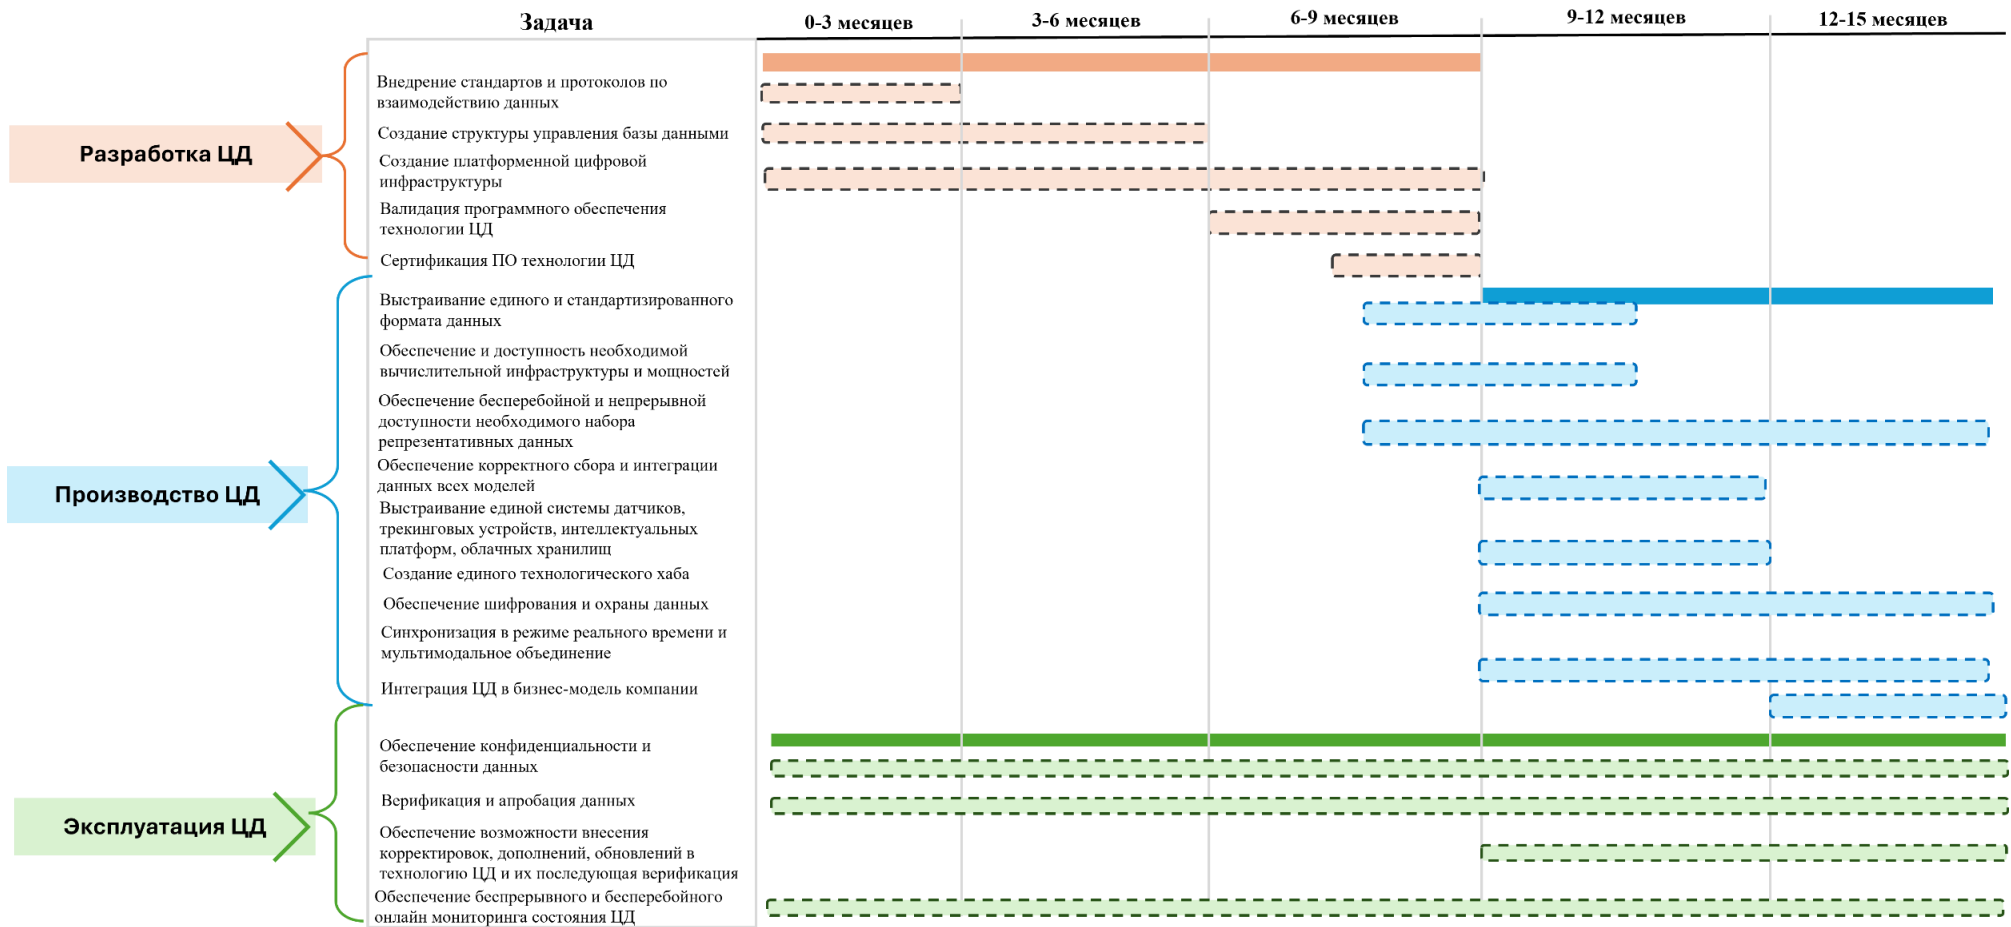 Задача
0-3 месяцев
3-6 месяцев
6-9 месяцев
9-12 месяцев
12-15 месяцев
Разработка ЦД
Внедрение стандартов и протоколов по
взаимодействию данных
Создание структуры управления базы данными
Создание платформенной цифровой
инфраструктуры
Валидация программного обеспечения
технологии ЦД
Сертификация ПО технологии ЦД
Производство ЦД
Выстраивание единого и стандартизированного
формата данных
Обеспечение и доступность необходимой
вычислительной инфраструктуры и мощностей
Обеспечение бесперебойной и непрерывной
доступности необходимого набора
репрезентативных данных
Обеспечение корректного сбора и интеграции
данных всех моделей
Выстраивание единой системы датчиков,
трекинговых устройств, интеллектуальных
платформ, облачных хранилищ
Создание единого технологического хаба
Обеспечение шифрования и охраны данных
Синхронизация в режиме реального времени и
мультимодальное объединение
Интеграция ЦД в бизнес-модель компании
Эксплуатация ЦД
Обеспечение конфиденциальности и
безопасности данных
Верификация и апробация данных
Обеспечение возможности внесения
корректировок, дополнений, обновлений в
технологию ЦД и их последующая верификация
Обеспечение беспрерывного и бесперебойного
онлайн мониторинга состояния ЦД